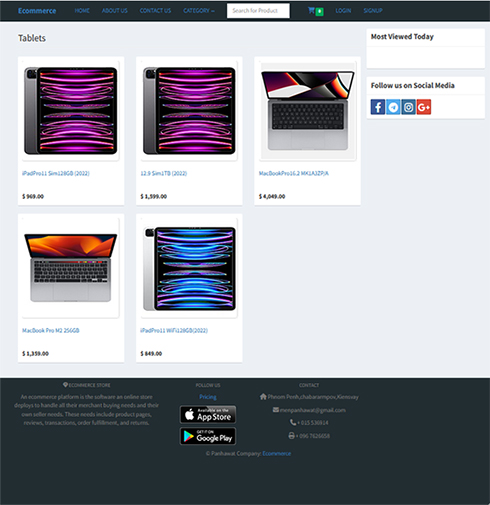 Ecommerce HOME ABOUT US CONTACT US CATEGORY Search for Product 0 LOGIN SIGNUP
Tablets
Most Viewed Today
Follow us on Social Media
iPadPro11 Sim128GB (2022)
$ 969.00
12.9 Sim1TB (2022)
$ 1,599.00
MacBookPro16.2 MK1A3ZP/A
$ 4,049.00
MacBook Pro M2 256GB
$ 1,359.00
iPadPro11 WiFi128GB(2022)
$ 849.00
ECOMMERCE STORE
An ecommerce platform is the software an online store
deploys to handle all their merchant buying needs and their
own seller needs. These needs include product pages,
reviews, transactions, order fulfillment, and returns.
FOLLOW US
Pricing
Available on the
App Store
GET IT ON
Google Play
CONTACT
Phnom Penh,
menpanhawat@gmail.com
+ 015 530614
© Panhawat Company: Ecommerce